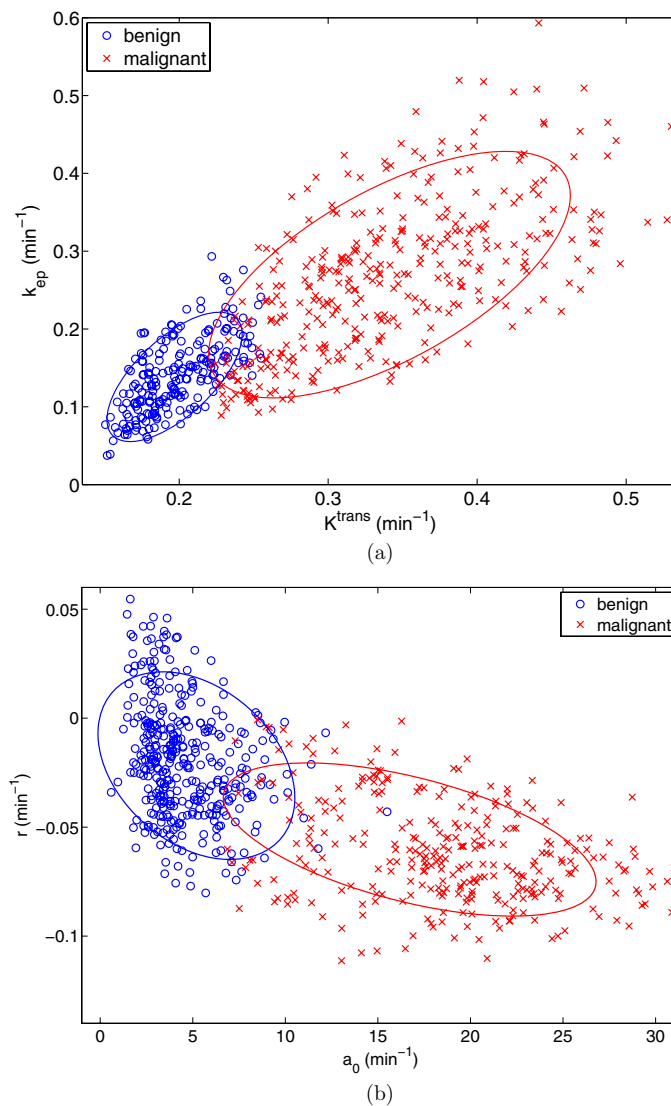 0.6
benign
malignant
0.5
0.4
k_ep (min⁻¹)
0.3
0.2
0.1
0
0.2 0.3 0.4 0.5
K^trans (min⁻¹)
(a)
0.05
benign
malignant
0
r (min⁻¹)
−0.05
−0.1
0 5 10 15 20 25 30
a₀ (min⁻¹)
(b)